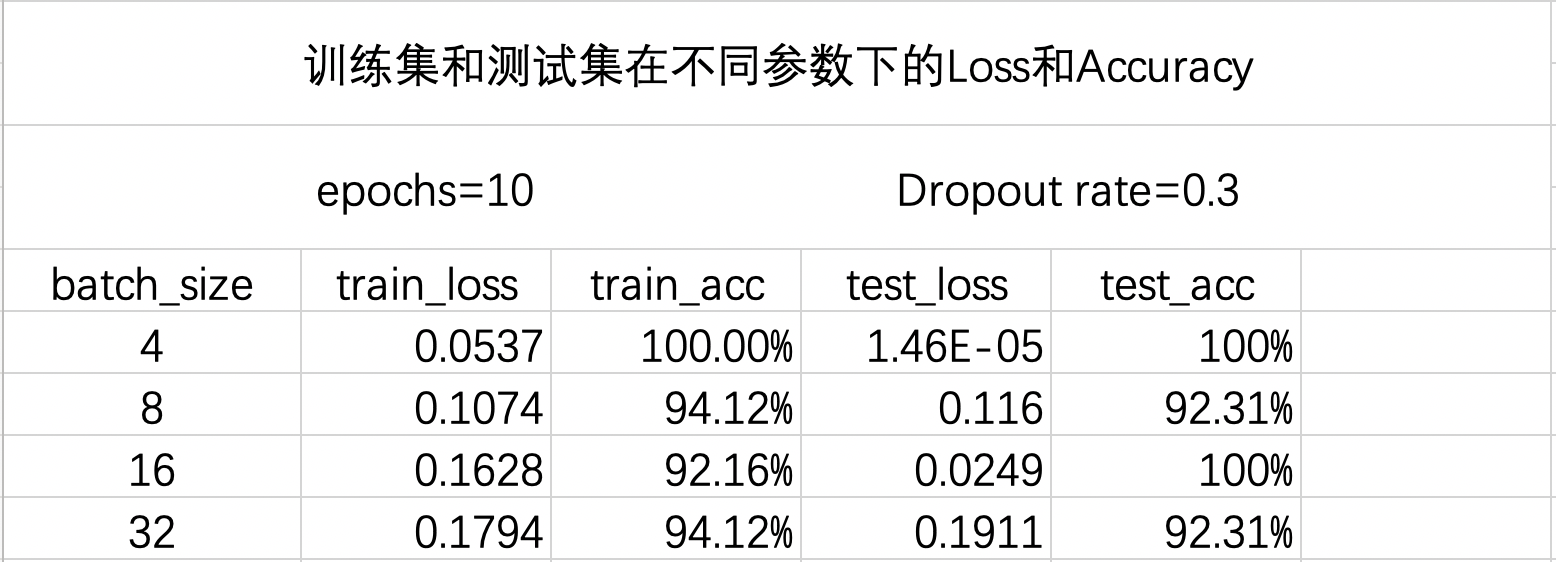 训练集和测试集在不同参数下的Loss和Accuracy
epochs=10 Dropout rate=0.3
batch_size train_loss train_acc test_loss test_acc
4 0.0537 100.00% 1.46E-05 100%
8 0.1074 94.12% 0.116 92.31%
16 0.1628 92.16% 0.0249 100%
32 0.1794 94.12% 0.1911 92.31%